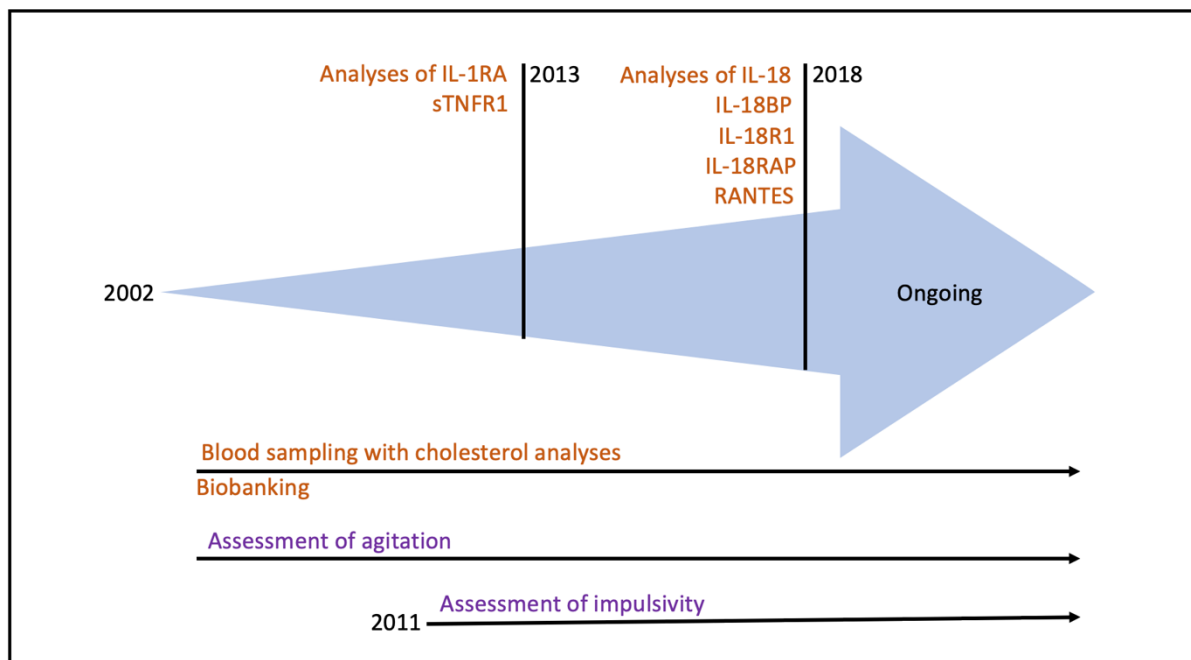 Analyses of IL-1RA
sTNFR1
2013
Analyses of IL-18
IL-18BP
IL-18R1
IL-18RAP
RANTES
2018
2002
Ongoing
Blood sampling with cholesterol analyses
Biobanking
Assessment of agitation
Assessment of impulsivity
2011